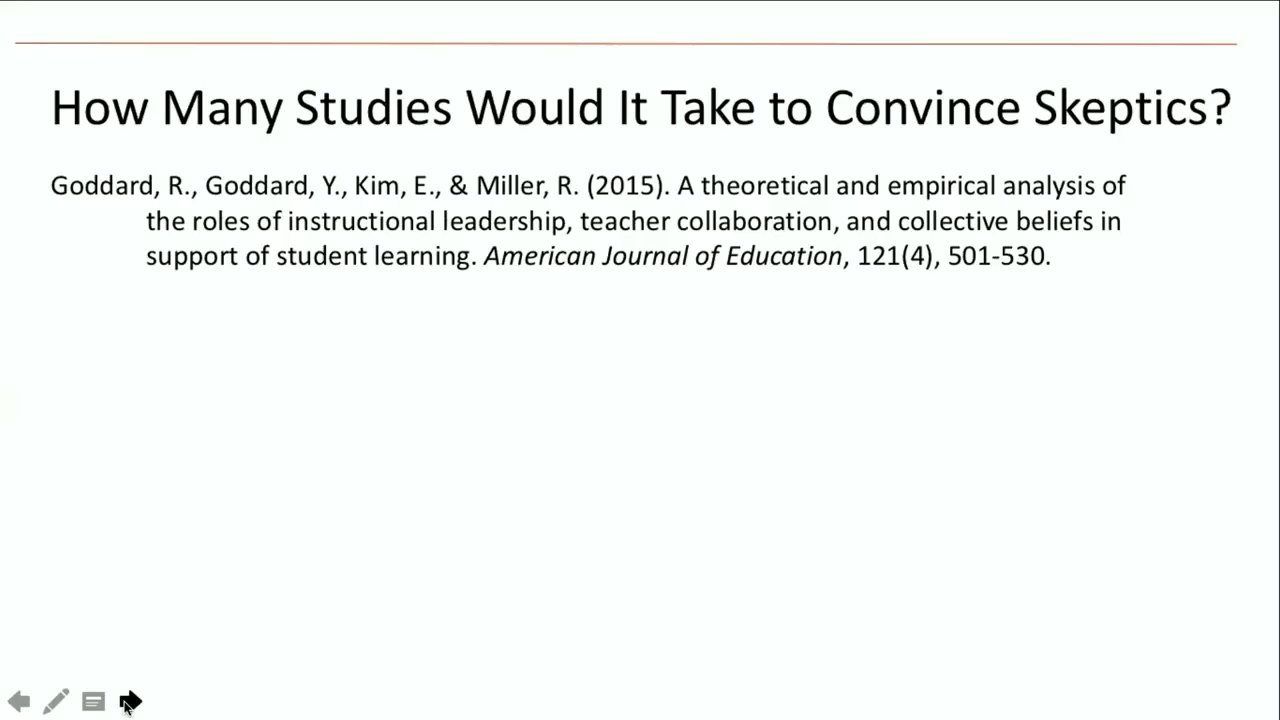 How Many Studies Would It Take to Convince Skeptics?
Goddard, R., Goddard, Y., Kim, E., & Miller, R. (2015). A theoretical and empirical analysis of
the roles of instructional leadership, teacher collaboration, and collective beliefs in
support of student learning. American Journal of Education, 121(4), 501-530.